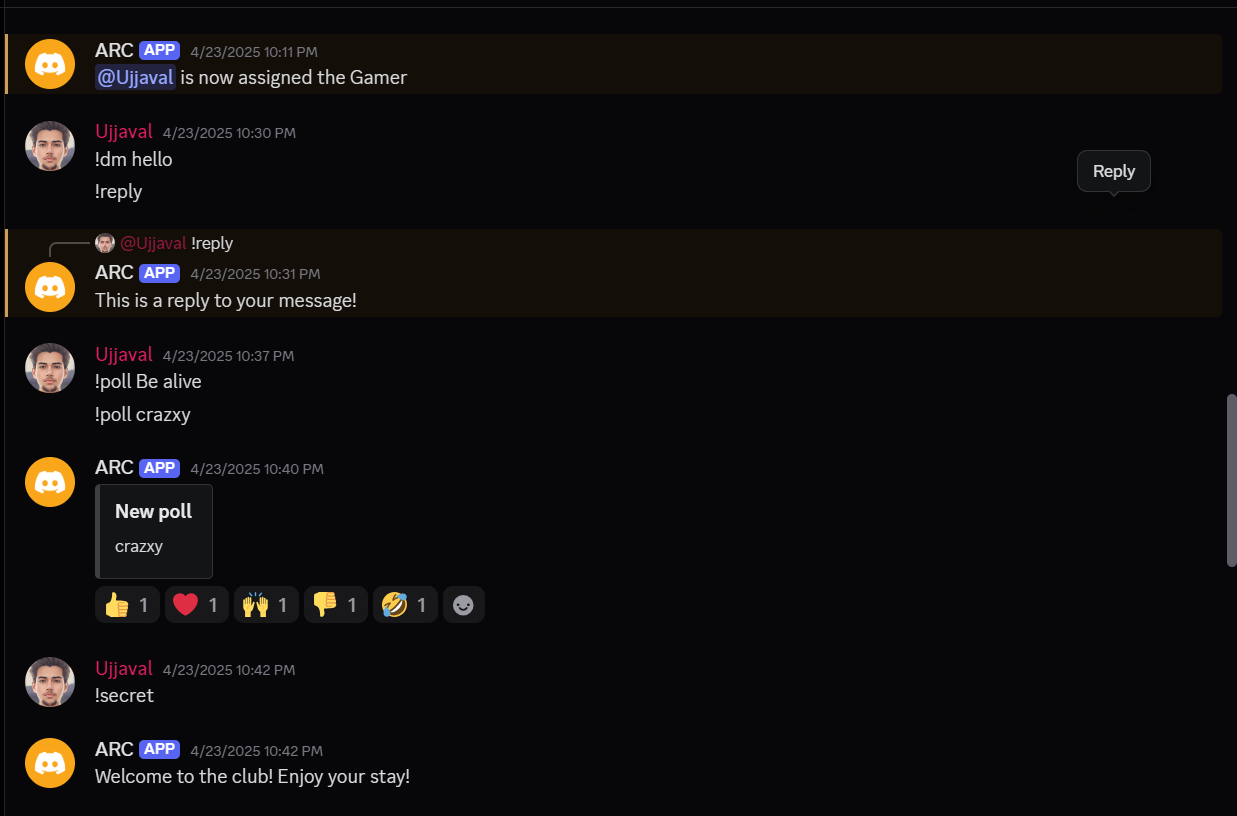 ARC APP 4/23/2025 10:11 PM
@Ujjaval is now assigned the Gamer
Ujjaval 4/23/2025 10:30 PM
!dm hello
Reply
!reply
@Ujjaval !reply
ARC APP 4/23/2025 10:31 PM
This is a reply to your message!
Ujjaval 4/23/2025 10:37 PM
!poll Be alive
!poll crazxy
ARC APP 4/23/2025 10:40 PM
New poll
crazxy
1 1 1 1 1
Ujjaval 4/23/2025 10:42 PM
!secret
ARC APP 4/23/2025 10:42 PM
Welcome to the club! Enjoy your stay!